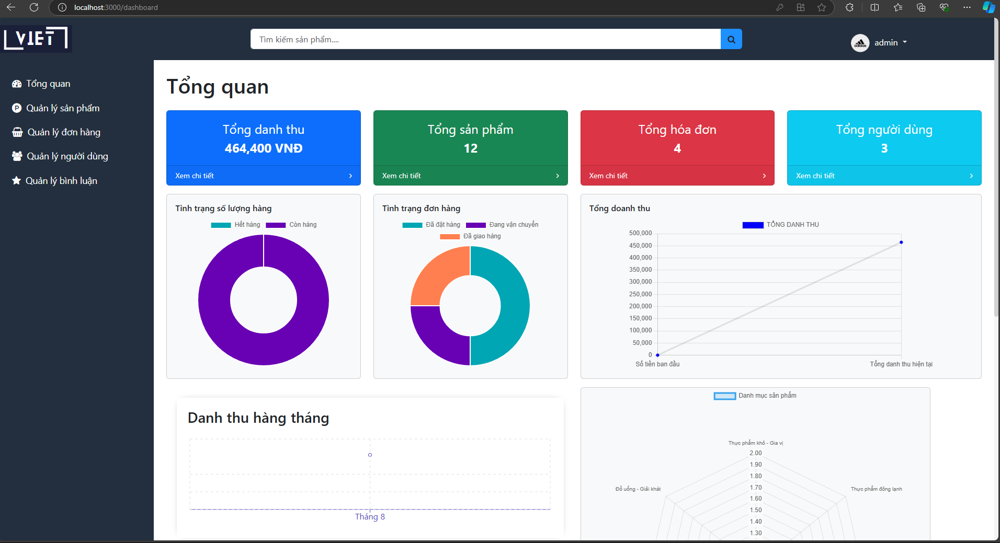 localhost:3000/dashboard
VIET
Tìm kiếm sản phẩm....
adidas
admin
Tổng quan
Quản lý sản phẩm
Quản lý đơn hàng
Quản lý người dùng
Quản lý bình luận
Tổng quan
Tổng danh thu
464,400 VNĐ
Xem chi tiết
Tổng sản phẩm
12
Xem chi tiết
Tổng hóa đơn
4
Xem chi tiết
Tổng người dùng
3
Xem chi tiết
Tình trạng số lượng hàng
Hết hàng Còn hàng
Tình trạng đơn hàng
Đã đặt hàng Đang vận chuyển
Đã giao hàng
Tổng doanh thu
TỔNG DANH THU
500,000
450,000
400,000
350,000
300,000
250,000
200,000
150,000
100,000
50,000
0
Số tiền ban đầu Tổng danh thu hiện tại
Danh thu hàng tháng
Tháng 8
Danh mục sản phẩm
Thực phẩm khô - Gia vị
2.00
1.90
1.80
1.70
Đồ uống - Giải khát
Thực phẩm đông lạnh
1.60
1.50
1.40
1.30